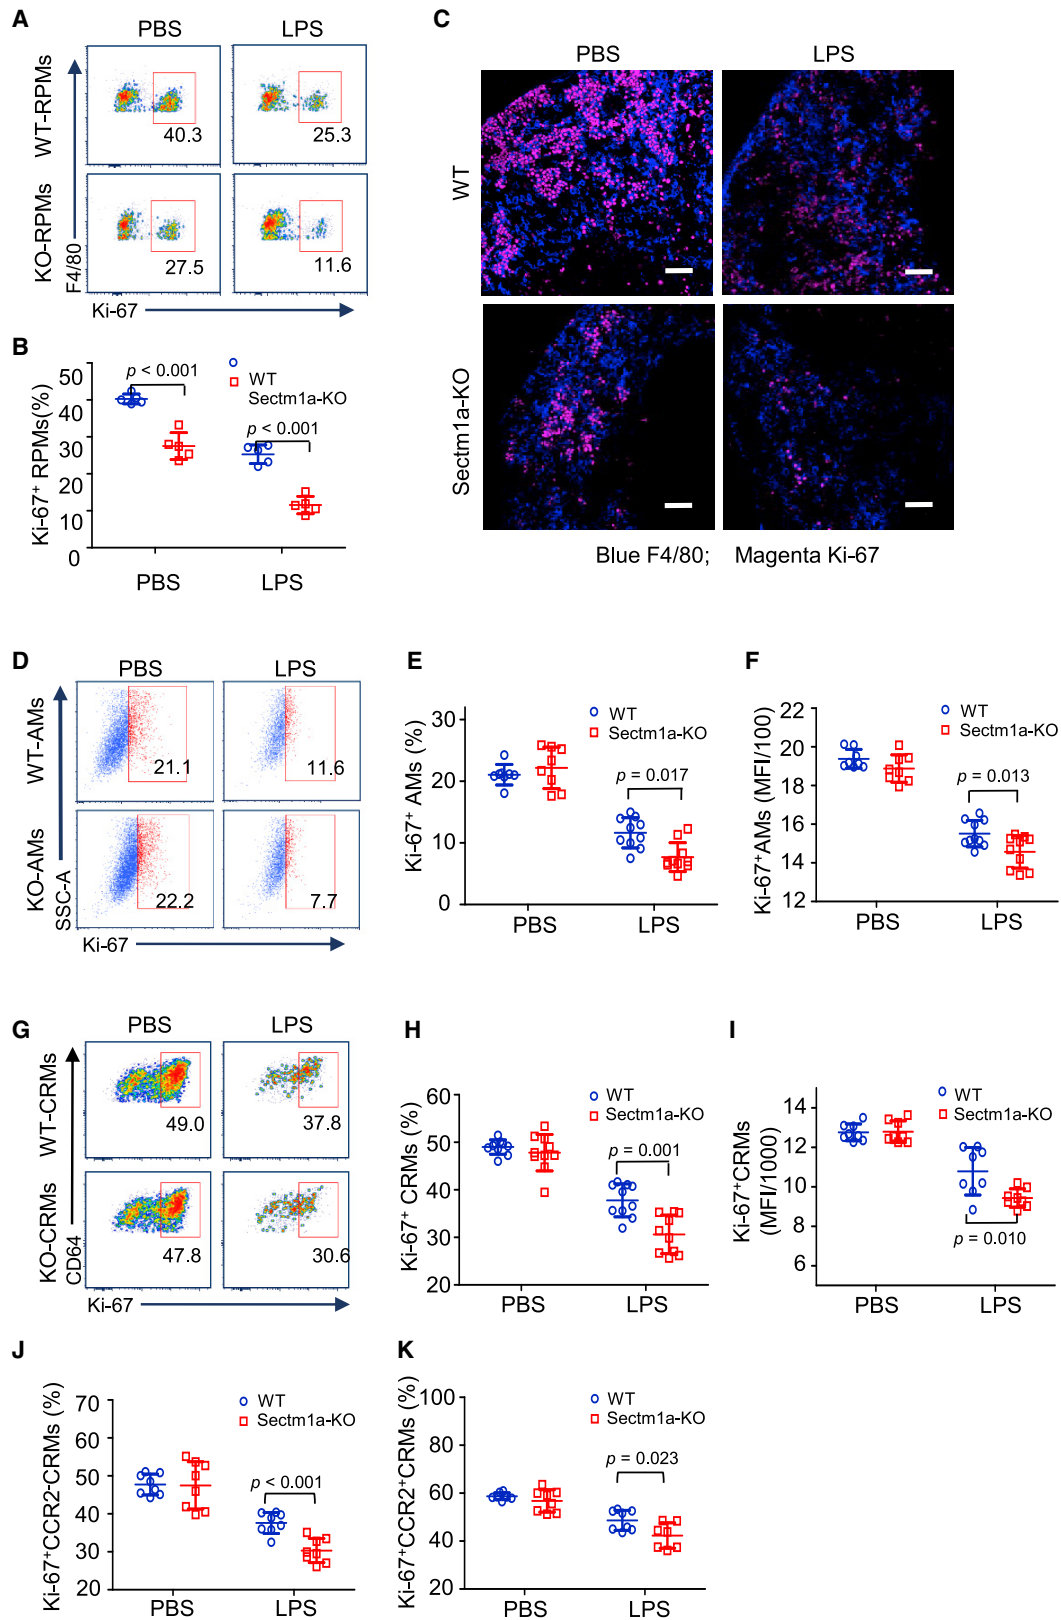 A
PBS
LPS
WT-RPMs
40.3
25.3
KO-RPMs
27.5
11.6
F4/80
Ki-67
B
Ki-67+ RPMs(%)
50
40
30
20
10
0
p < 0.001
p < 0.001
WT
Sectm1a-KO
PBS
LPS
C
PBS
LPS
WT
Sectm1a-KO
Blue F4/80; Magenta Ki-67
D
PBS
LPS
WT-AMs
21.1
11.6
KO-AMs
22.2
7.7
SSC-A
Ki-67
E
Ki-67+ AMs (%)
30
20
10
0
WT
Sectm1a-KO
p = 0.017
PBS
LPS
F
Ki-67+AMs (MFI/100)
22
20
18
16
14
12
WT
Sectm1a-KO
p = 0.013
PBS
LPS
G
PBS
LPS
WT-CRMs
49.0
37.8
KO-CRMs
47.8
30.6
CD64
Ki-67
H
Ki-67+ CRMs (%)
60
50
40
30
20
WT
Sectm1a-KO
p = 0.001
PBS
LPS
I
Ki-67+CRMs
(MFI/1000)
14
12
10
8
6
WT
Sectm1a-KO
p = 0.010
PBS
LPS
J
Ki-67+CCR2-CRMs (%)
70
60
50
40
30
20
WT
Sectm1a-KO
p < 0.001
PBS
LPS
K
Ki-67+CCR2+CRMs (%)
100
80
60
40
20
WT
Sectm1a-KO
p = 0.023
PBS
LPS